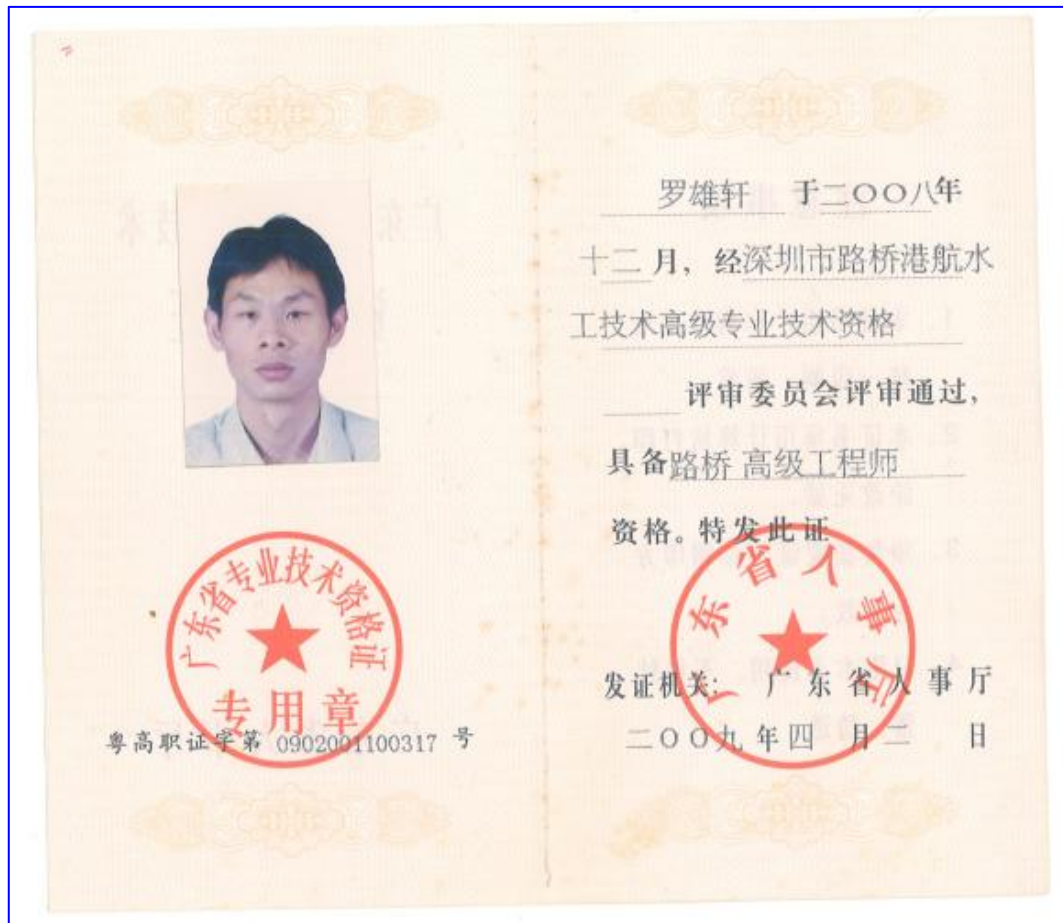 广东省专业技术资格证
专用章
粤高职证字第 0902001100317 号
罗雄轩 于二〇〇八年
十二月，经深圳市路桥港航水
工技术高级专业技术资格
评审委员会评审通过，
具备路桥 高级工程师
资格。特发此证
广东省人事厅
发证机关：广东省人事厅
二〇〇九年四月二日